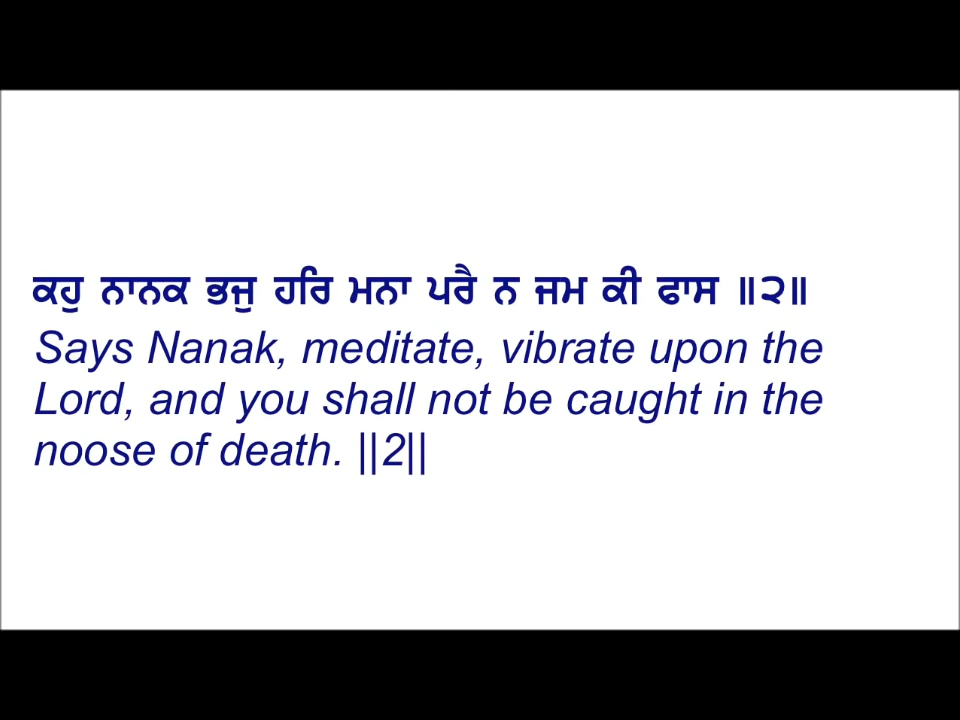 ਕਹੁ ਨਾਨਕ ਭਜੁ ਹਰਿ ਮਨਾ ਪਰੈ ਨ ਜਮ ਕੀ ਫਾਸ ॥੨॥
Says Nanak, meditate, vibrate upon the
Lord, and you shall not be caught in the
noose of death. ||2||